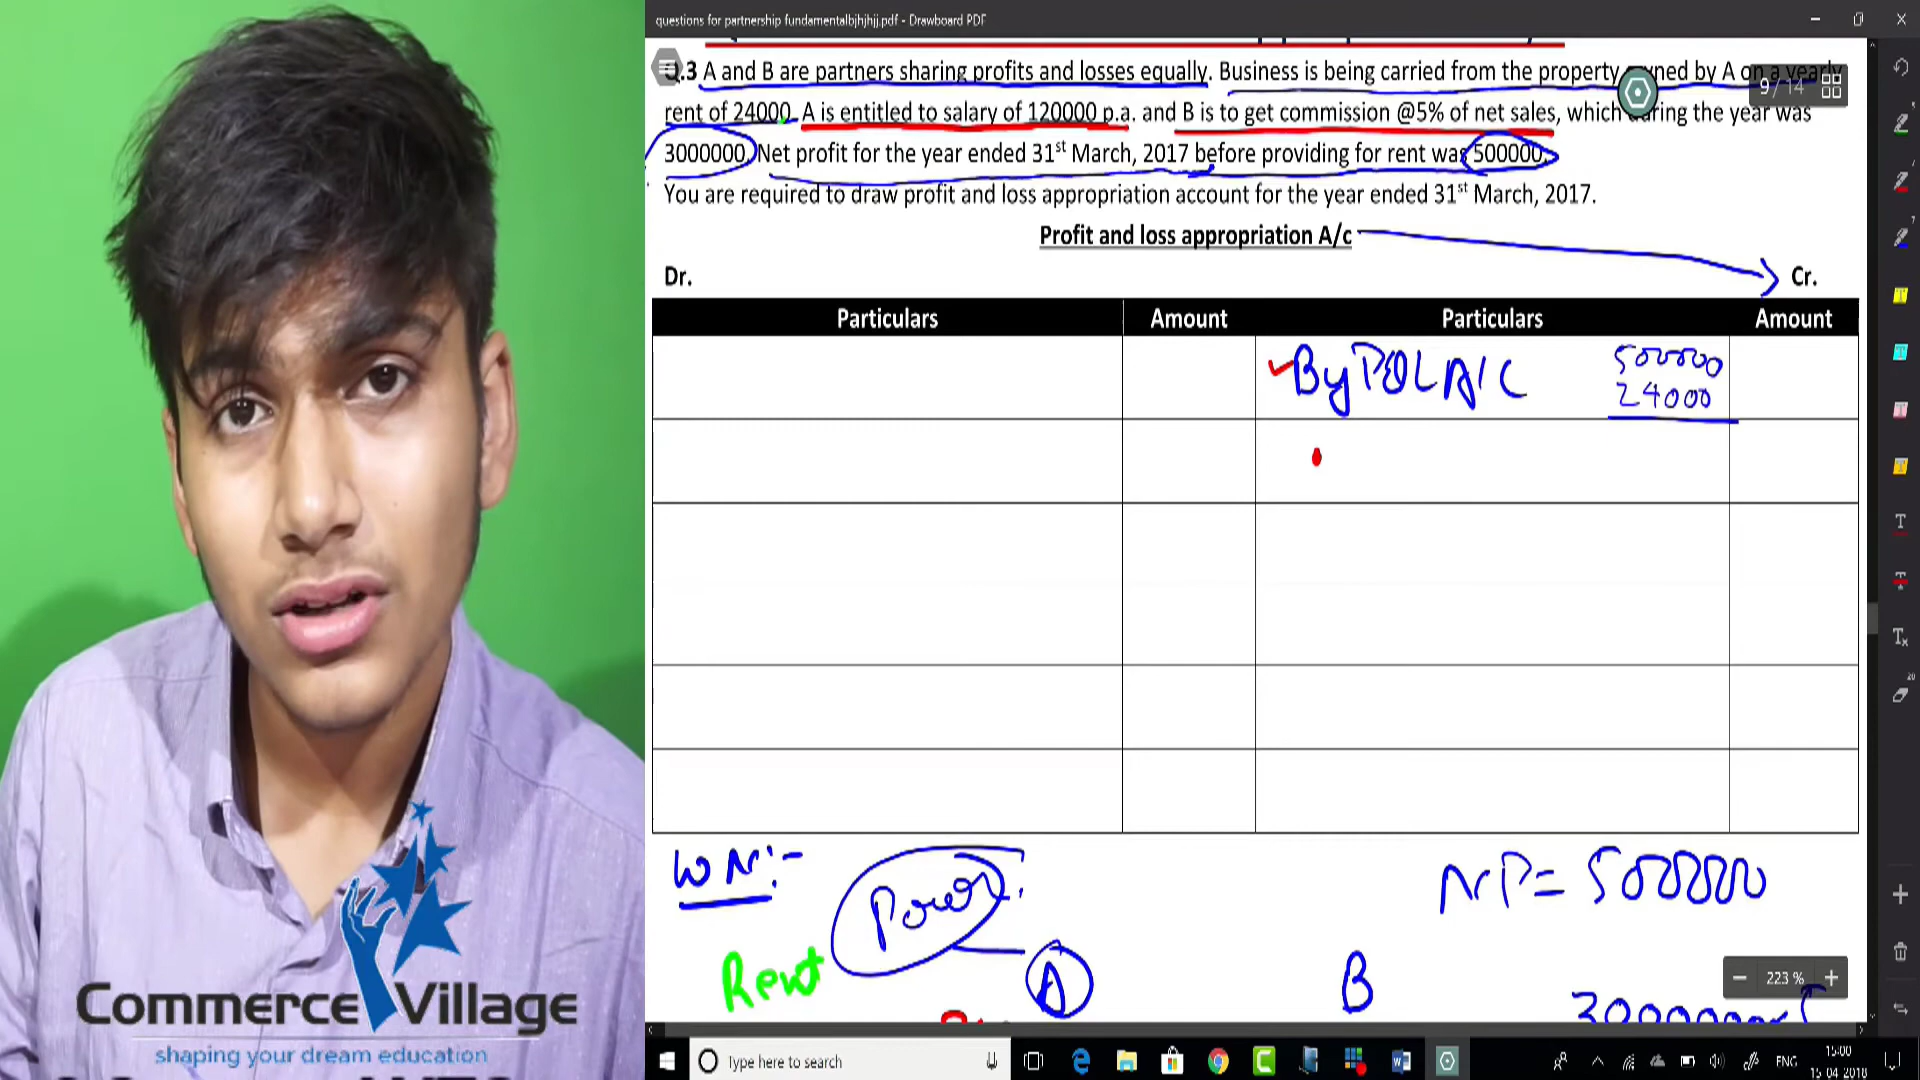 questions for partnership fundamentalbjhjhjj.pdf - Drawboard PDF
Q.3 A and B are partners sharing profits and losses equally. Business is being carried from the property owned by A on a yearly
9 / 14
rent of 24000. A is entitled to salary of 120000 p.a. and B is to get commission @5% of net sales, which during the year was
3000000. Net profit for the year ended 31st March, 2017 before providing for rent was 500000.
You are required to draw profit and loss appropriation account for the year ended 31st March, 2017.
Profit and loss appropriation A/c
Dr. Cr.
Particulars Amount Particulars Amount
By P&L A/C 500000
24000
WN:-
NP= 500000
Rent
A B
223 %
Commerce Village
shaping your dream education
Type here to search
ENG
15:00
15-04-2018